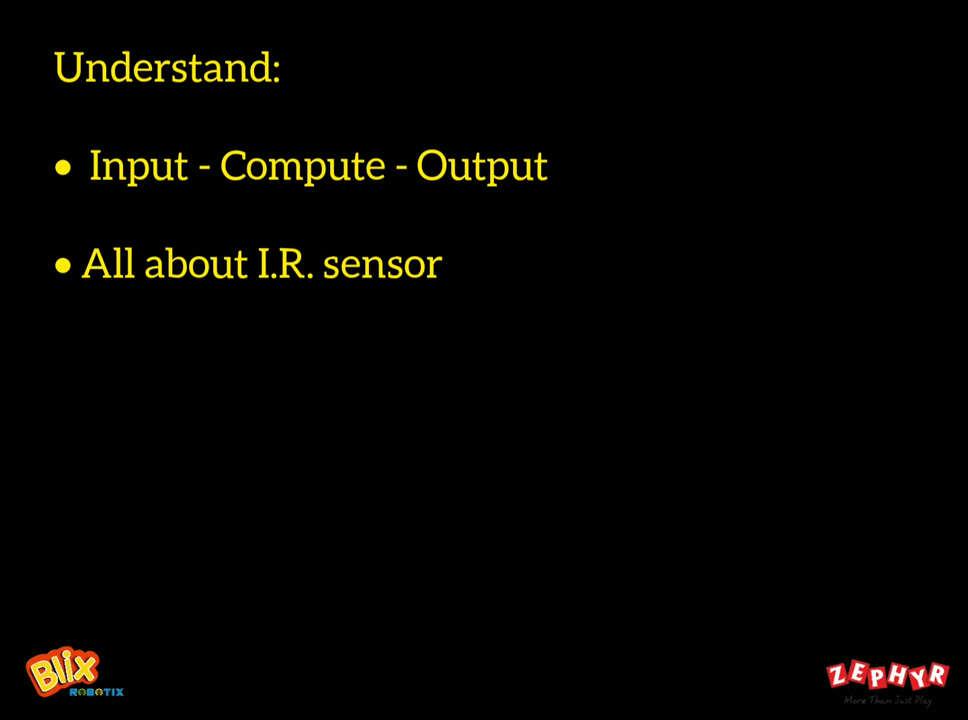 Understand:
• Input - Compute - Output
• All about I.R. sensor
Blix
ROBOTIX
ZEPHYR
More Than Just Play